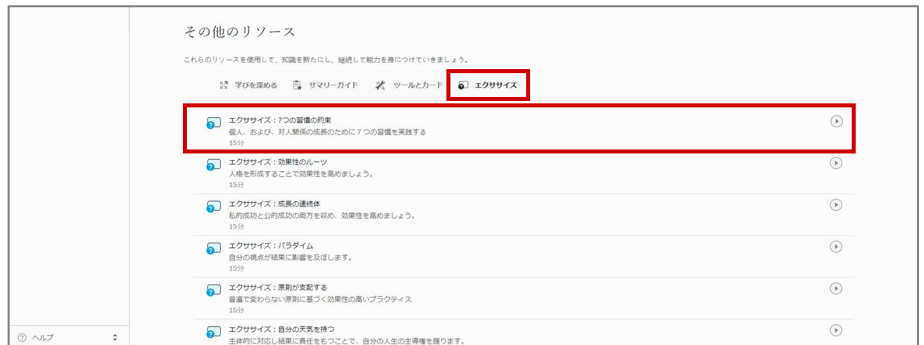 その他のリソース
これらのリソースを使用して、知識を新たにし、継続して能力を身につけていきましょう。
学びを深める サマリーガイド ツールとカード エクササイズ
エクササイズ：7つの習慣の約束
個人、および、対人関係の成長のために７つの習慣を実践する
15分
エクササイズ：効果性のルーツ
人格を形成することで効果性を高めましょう。
15分
エクササイズ：成長の連続体
私的成功と公的成功の両方を収め、効果性を高めましょう。
15分
エクササイズ：パラダイム
自分の視点が結果に影響を及ぼします。
15分
エクササイズ：原則が支配する
普遍で変わらない原則に基づく効果性の高いプラクティス
15分
エクササイズ：自分の天気を持つ
主体的に対応し結果に責任をもつことで、自分の人生の主導権を握ります。
ヘルプ